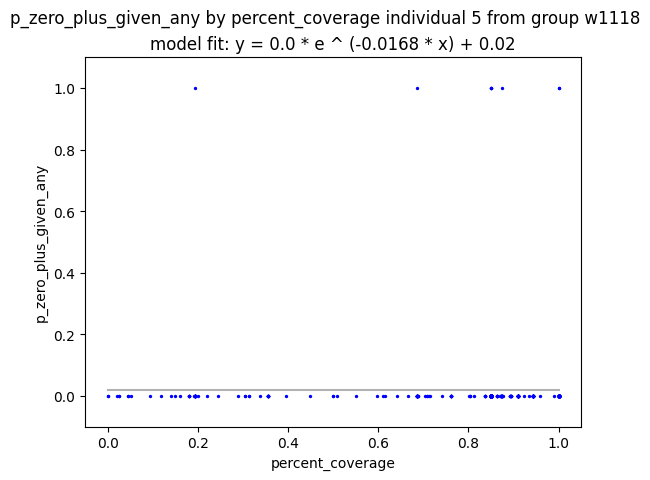 p_zero_plus_given_any by percent_coverage individual 5 from group w1118
model fit: y = 0.0 * e ^ (-0.0168 * x) + 0.02
1.0
0.8
0.6
0.4
0.2
0.0
p_zero_plus_given_any
0.0 0.2 0.4 0.6 0.8 1.0
percent_coverage